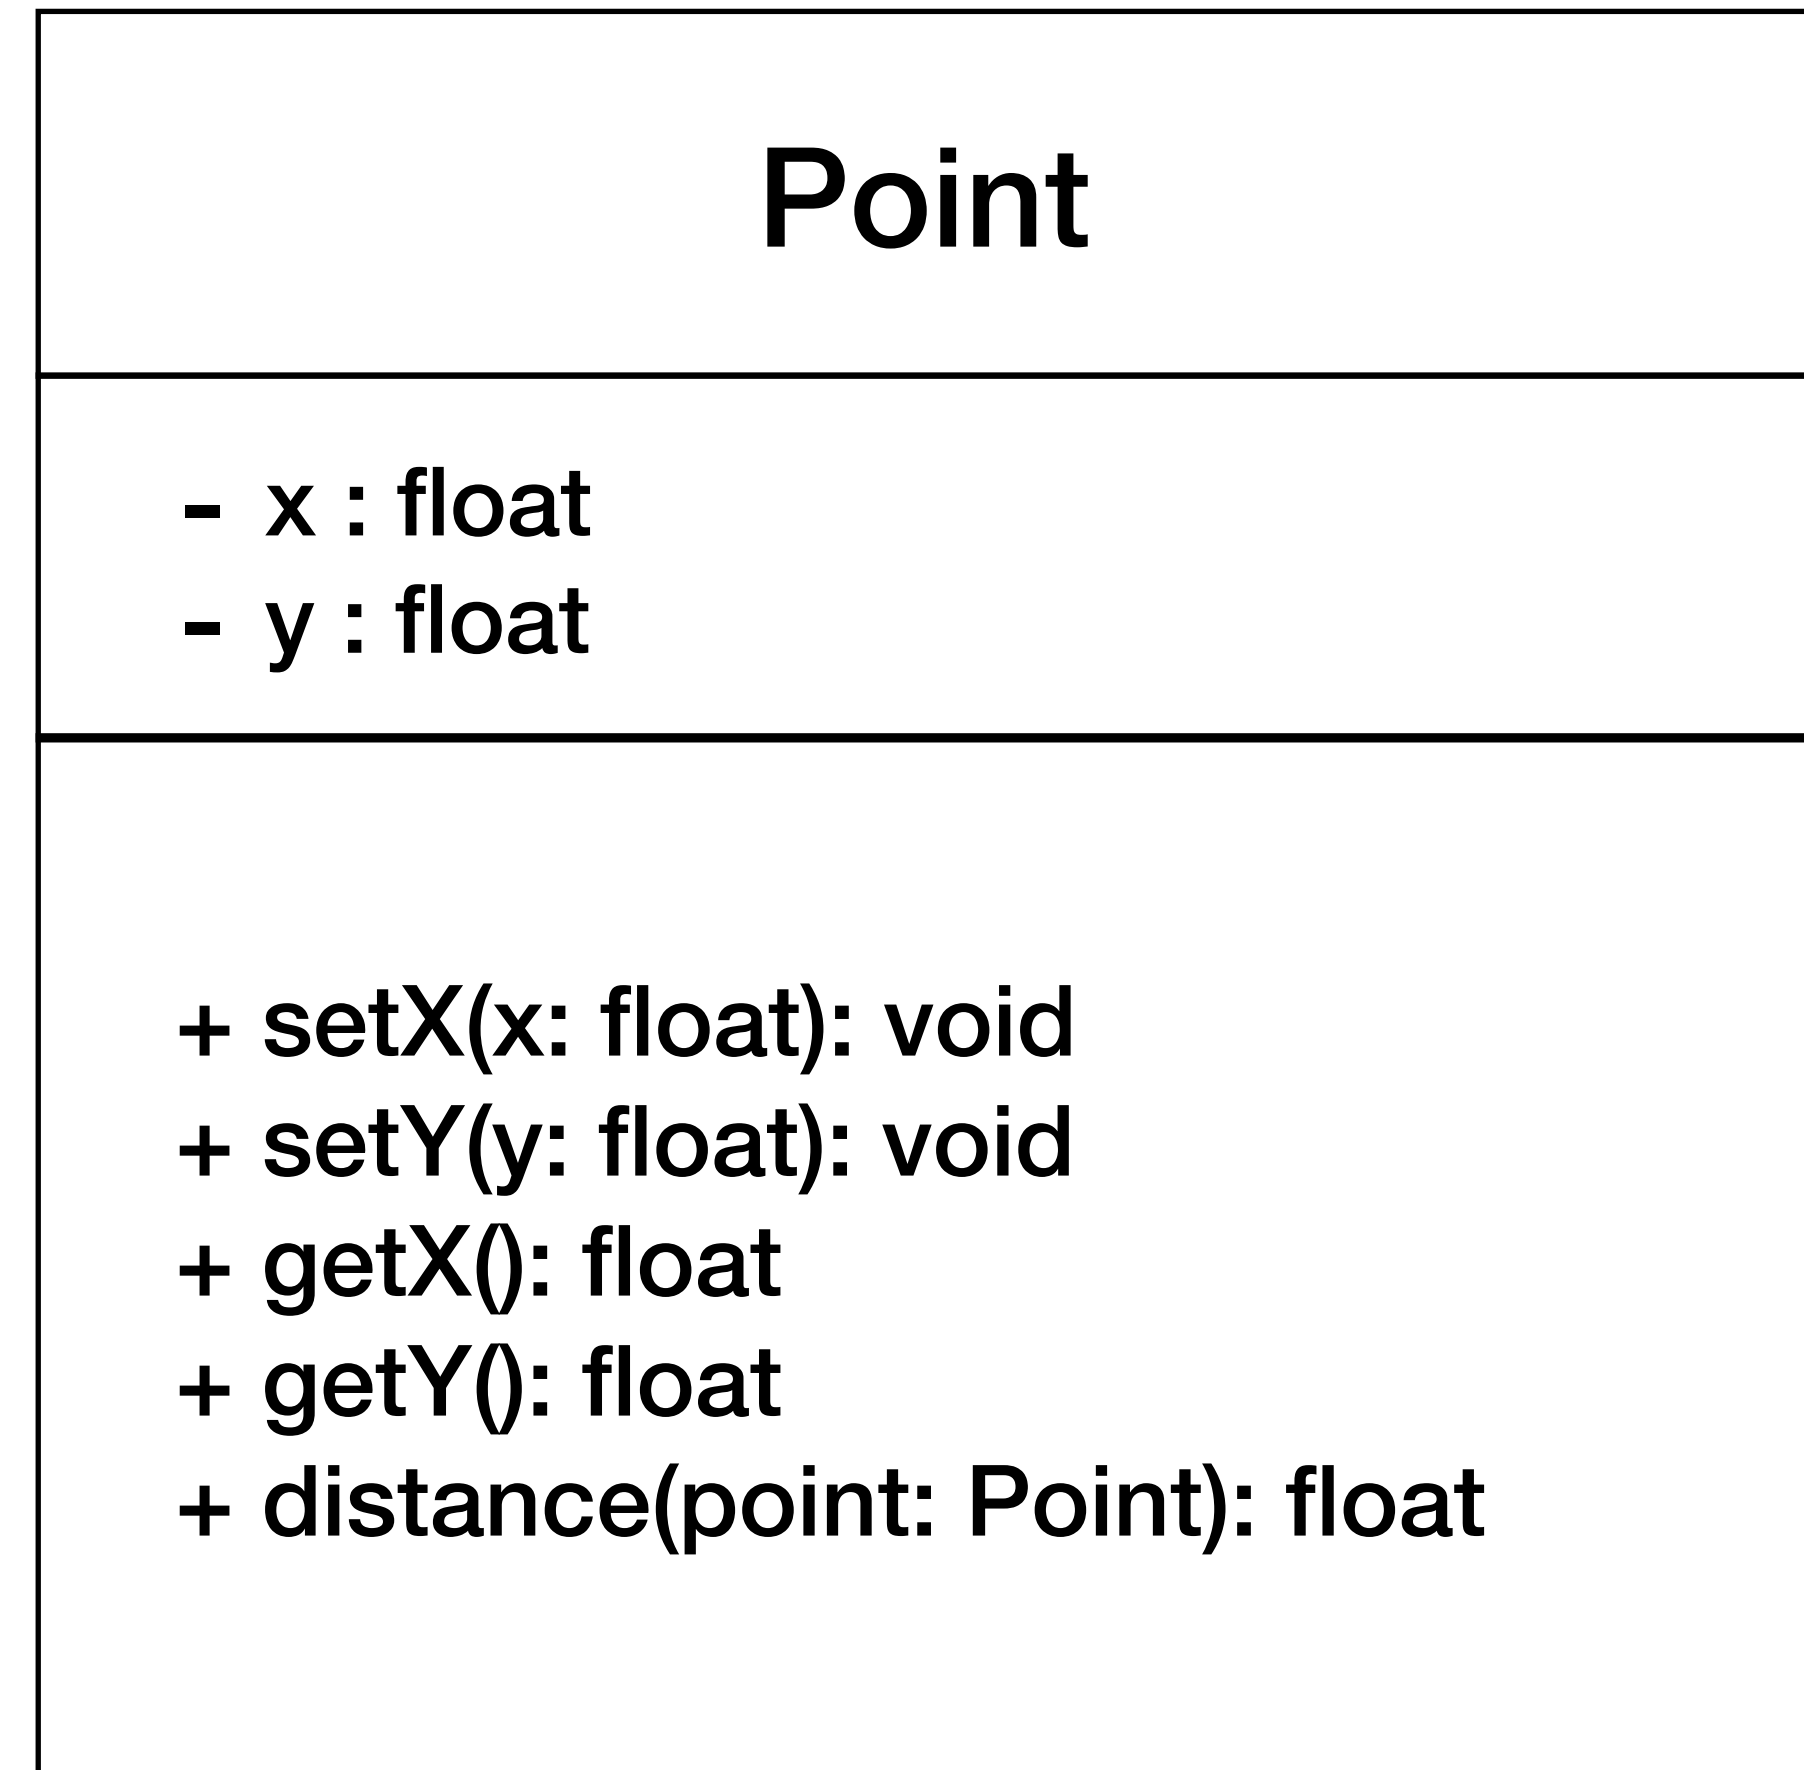 Point
- x : float
- y : float
+ setX(x: float): void
+ setY(y: float): void
+ getX(): float
+ getY(): float
+ distance(point: Point): float